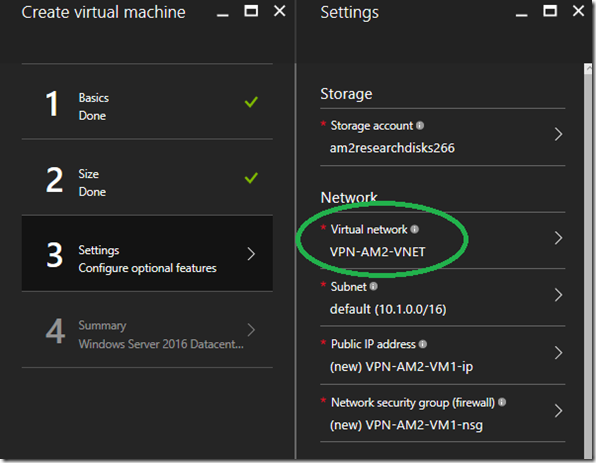 Create virtual machine
1
Basics
Done
2
Size
Done
3
Settings
Configure optional features
4
Summary
Windows Server 2016 Datacent...
Settings
Storage
* Storage account
am2researchdisks266
Network
* Virtual network
VPN-AM2-VNET
* Subnet
default (10.1.0.0/16)
* Public IP address
(new) VPN-AM2-VM1-ip
* Network security group (firewall)
(new) VPN-AM2-VM1-nsg